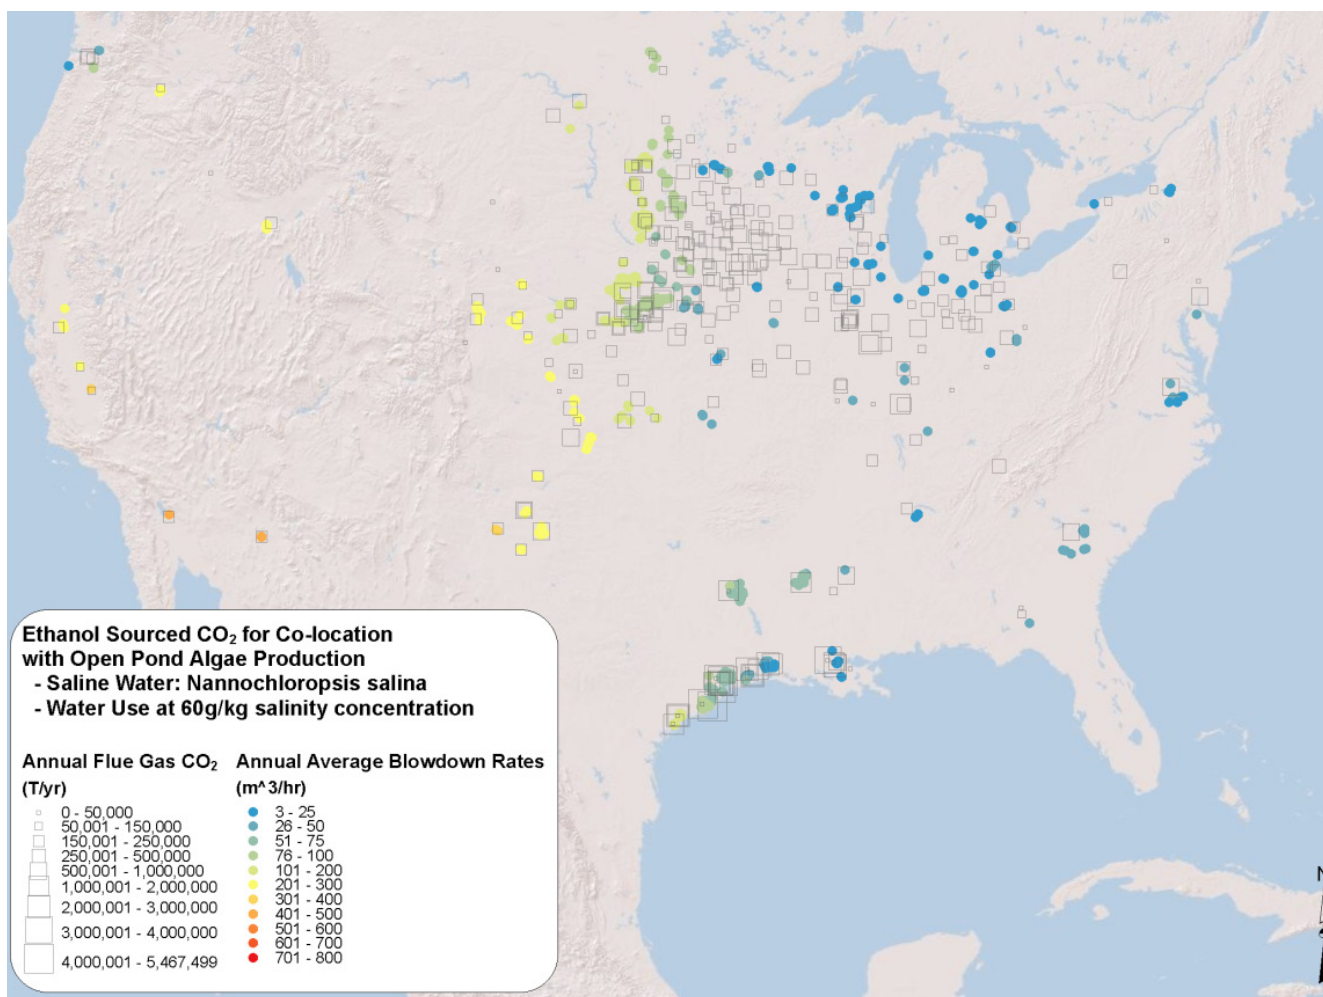 Ethanol Sourced CO₂ for Co-location
with Open Pond Algae Production
- Saline Water: Nannochloropsis salina
- Water Use at 60g/kg salinity concentration
Annual Flue Gas CO₂
(T/yr)
0 - 50,000
50,001 - 150,000
150,001 - 250,000
250,001 - 500,000
500,001 - 1,000,000
1,000,001 - 2,000,000
2,000,001 - 3,000,000
3,000,001 - 4,000,000
4,000,001 - 5,467,499
Annual Average Blowdown Rates
(m^3/hr)
3 - 25
26 - 50
51 - 75
76 - 100
101 - 200
201 - 300
301 - 400
401 - 500
501 - 600
601 - 700
701 - 800
N